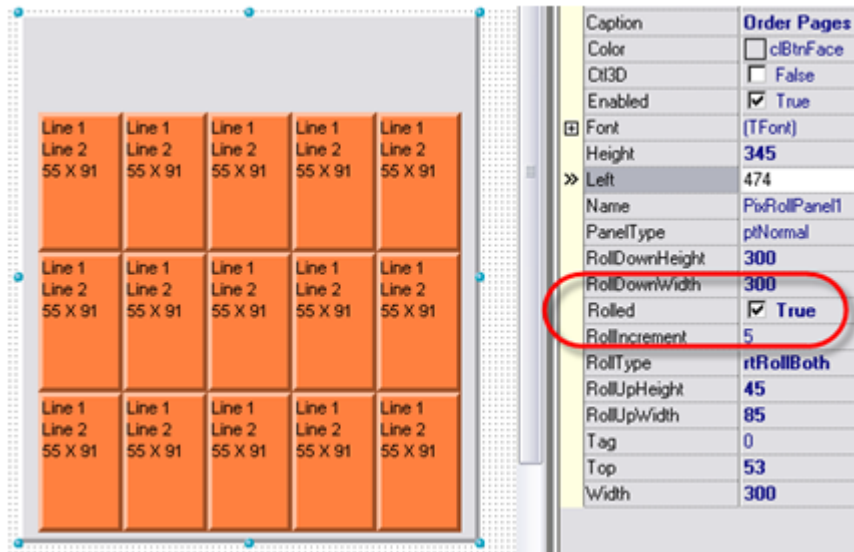 Line 1 Line 1 Line 1 Line 1 Line 1
Line 2 Line 2 Line 2 Line 2 Line 2
55 X 91 55 X 91 55 X 91 55 X 91 55 X 91
Line 1 Line 1 Line 1 Line 1 Line 1
Line 2 Line 2 Line 2 Line 2 Line 2
55 X 91 55 X 91 55 X 91 55 X 91 55 X 91
Line 1 Line 1 Line 1 Line 1 Line 1
Line 2 Line 2 Line 2 Line 2 Line 2
55 X 91 55 X 91 55 X 91 55 X 91 55 X 91
Caption Order Pages
Color clBtnFace
Ctl3D False
Enabled True
Font (TFont)
Height 345
Left 474
Name PixRollPanel1
PanelType ptNormal
RollDownHeight 300
RollDownWidth 300
Rolled True
RollIncrement 5
RollType rtRollBoth
RollUpHeight 45
RollUpWidth 85
Tag 0
Top 53
Width 300